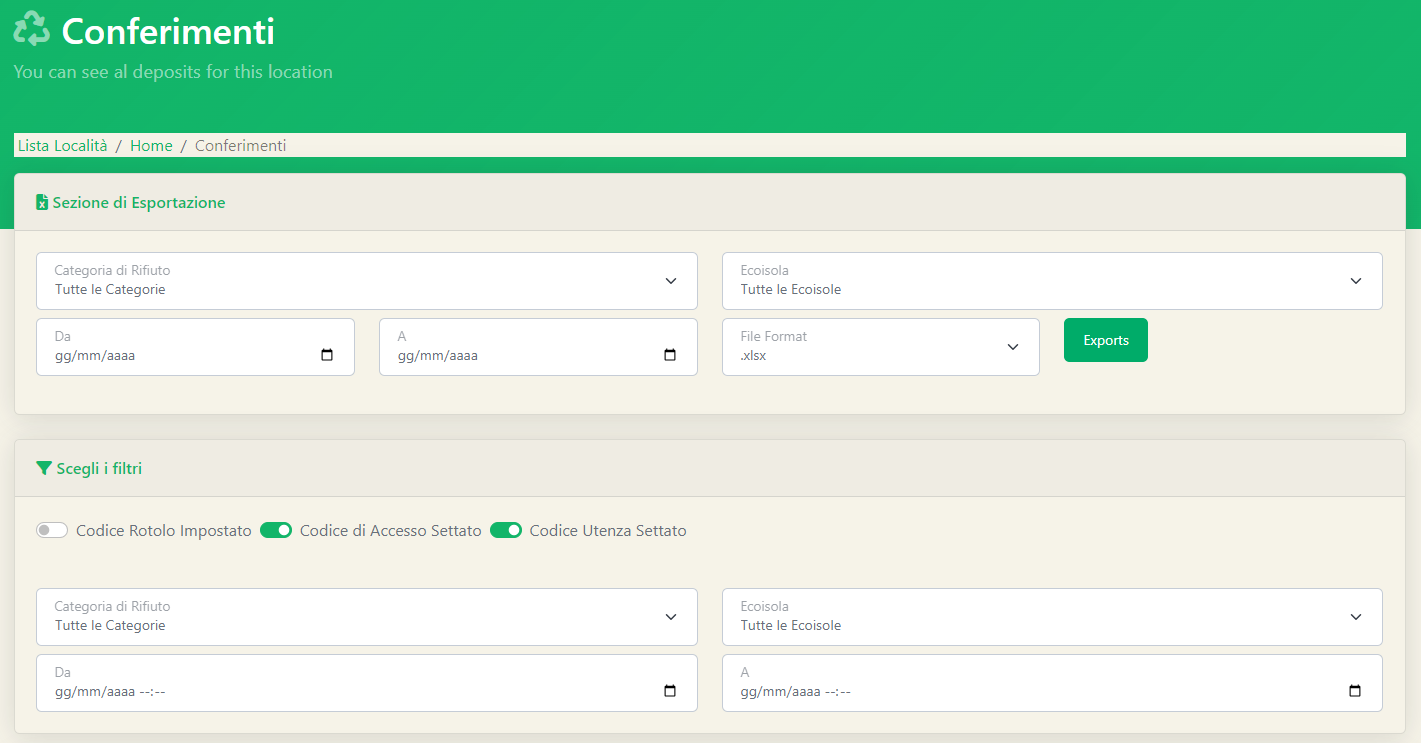 Conferimenti
You can see al deposits for this location
Lista Località / Home / Conferimenti
Sezione di Esportazione
Categoria di Rifiuto
Tutte le Categorie
Ecoisola
Tutte le Ecoisole
Da
gg/mm/aaaa
A
gg/mm/aaaa
File Format
.xlsx
Exports
Scegli i filtri
Codice Rotolo Impostato Codice di Accesso Settato Codice Utenza Settato
Categoria di Rifiuto
Tutte le Categorie
Ecoisola
Tutte le Ecoisole
Da
gg/mm/aaaa --:--
A
gg/mm/aaaa --:--